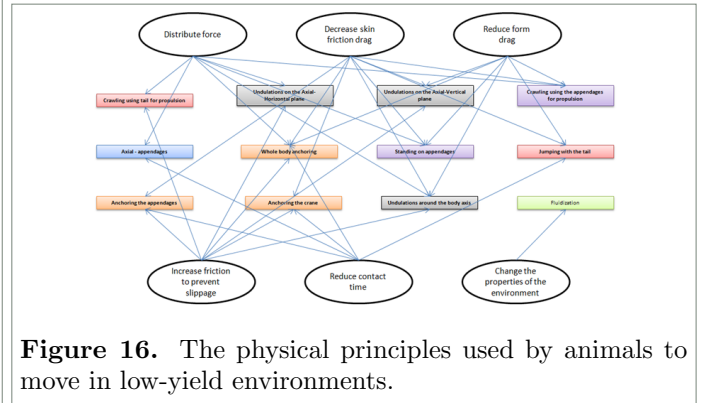 Distribute force
Decrease skin
friction drag
Reduce form
drag
Crawling using tail for propulsion
Undulations on the Axial-
Horizontal plane
Undulations on the Axial-Vertical
plane
Crawling using the appendages
for propulsion
Axial - appendages
Whole body anchoring
Standing on appendages
Jumping with the tail
Anchoring the appendages
Anchoring the crane
Undulations around the body axis
Fluidization
Increase friction
to prevent
slippage
Reduce contact
time
Change the
properties of the
environment
Figure 16. The physical principles used by animals to
move in low-yield environments.